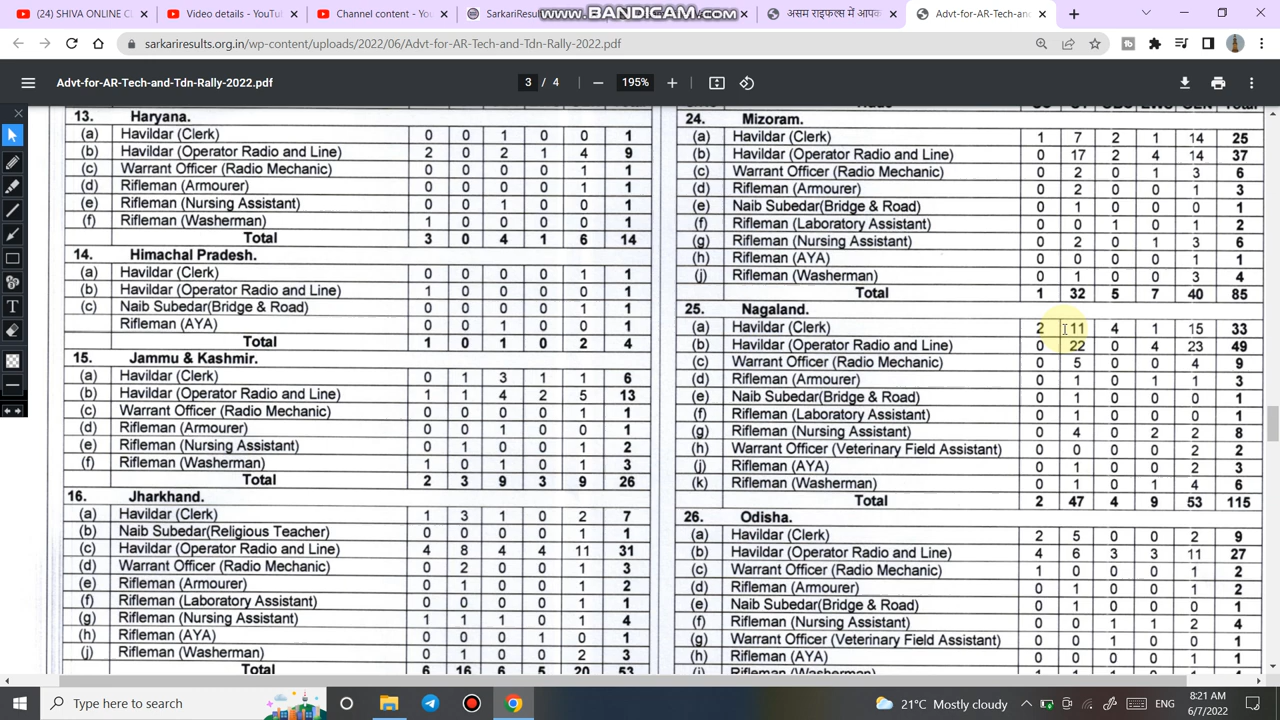 (24) SHIVA ONLINE C
Video details - YouTu
Channel content - YouT
SarkariResu
www.BANDICAM.com
असम राइफल्स में आपक
Advt-for-AR-Tech-and-Tdn-R
sarkariresults.org.in/wp-content/uploads/2022/06/Advt-for-AR-Tech-and-Tdn-Rally-2022.pdf
Advt-for-AR-Tech-and-Tdn-Rally-2022.pdf
3 / 4
195%
13. Haryana.
(a) Havildar (Clerk) 0 0 1 0 0 1
(b) Havildar (Operator Radio and Line) 2 0 2 1 4 9
(c) Warrant Officer (Radio Mechanic) 0 0 0 0 1 1
(d) Rifleman (Armourer) 0 0 0 0 1 1
(e) Rifleman (Nursing Assistant) 0 0 1 0 0 1
(f) Rifleman (Washerman) 1 0 0 0 0 1
Total 3 0 4 1 6 14
14. Himachal Pradesh.
(a) Havildar (Clerk) 0 0 0 0 1 1
(b) Havildar (Operator Radio and Line) 1 0 0 0 0 1
(c) Naib Subedar(Bridge & Road) 0 0 0 0 1 1
Rifleman (AYA) 0 0 1 0 0 1
Total 1 0 1 0 2 4
15. Jammu & Kashmir.
(a) Havildar (Clerk) 0 1 3 1 1 6
(b) Havildar (Operator Radio and Line) 1 1 4 2 5 13
(c) Warrant Officer (Radio Mechanic) 0 0 0 0 1 1
(d) Rifleman (Armourer) 0 0 1 0 0 1
(e) Rifleman (Nursing Assistant) 0 1 0 0 1 2
(f) Rifleman (Washerman) 1 0 1 0 1 3
Total 2 3 9 3 9 26
16. Jharkhand.
(a) Havildar (Clerk) 1 3 1 0 2 7
(b) Naib Subedar(Religious Teacher) 0 0 0 0 1 1
(c) Havildar (Operator Radio and Line) 4 8 4 4 11 31
(d) Warrant Officer (Radio Mechanic) 0 2 0 0 1 3
(e) Rifleman (Armourer) 0 1 0 0 1 2
(f) Rifleman (Laboratory Assistant) 0 0 0 0 1 1
(g) Rifleman (Nursing Assistant) 1 1 1 0 1 4
(h) Rifleman (AYA) 0 0 0 1 0 1
(j) Rifleman (Washerman) 0 1 0 0 2 3
Total 6 16 6 5 20 53
24. Mizoram.
(a) Havildar (Clerk) 1 7 2 1 14 25
(b) Havildar (Operator Radio and Line) 0 17 2 4 14 37
(c) Warrant Officer (Radio Mechanic) 0 2 0 1 3 6
(d) Rifleman (Armourer) 0 2 0 0 1 3
(e) Naib Subedar(Bridge & Road) 0 1 0 0 0 1
(f) Rifleman (Laboratory Assistant) 0 0 1 0 1 2
(g) Rifleman (Nursing Assistant) 0 2 0 1 3 6
(h) Rifleman (AYA) 0 0 0 0 1 1
(j) Rifleman (Washerman) 0 1 0 0 3 4
Total 1 32 5 7 40 85
25. Nagaland.
(a) Havildar (Clerk) 2 11 4 1 15 33
(b) Havildar (Operator Radio and Line) 0 22 0 4 23 49
(c) Warrant Officer (Radio Mechanic) 0 5 0 0 4 9
(d) Rifleman (Armourer) 0 1 0 1 1 3
(e) Naib Subedar(Bridge & Road) 0 1 0 0 0 1
(f) Rifleman (Laboratory Assistant) 0 1 0 0 0 1
(g) Rifleman (Nursing Assistant) 0 4 0 2 2 8
(h) Warrant Officer (Veterinary Field Assistant) 0 0 0 0 2 2
(j) Rifleman (AYA) 0 1 0 0 2 3
(k) Rifleman (Washerman) 0 1 0 1 4 6
Total 2 47 4 9 53 115
26. Odisha.
(a) Havildar (Clerk) 2 5 0 0 2 9
(b) Havildar (Operator Radio and Line) 4 6 3 3 11 27
(c) Warrant Officer (Radio Mechanic) 1 0 0 0 1 2
(d) Rifleman (Armourer) 0 1 0 0 1 2
(e) Naib Subedar(Bridge & Road) 0 1 0 0 0 1
(f) Rifleman (Nursing Assistant) 0 0 1 1 2 4
(g) Warrant Officer (Veterinary Field Assistant) 0 0 1 0 0 1
(h) Rifleman (AYA) 0 0 0 0 1 1
Type here to search
21°C Mostly cloudy
ENG
8:21 AM
6/7/2022